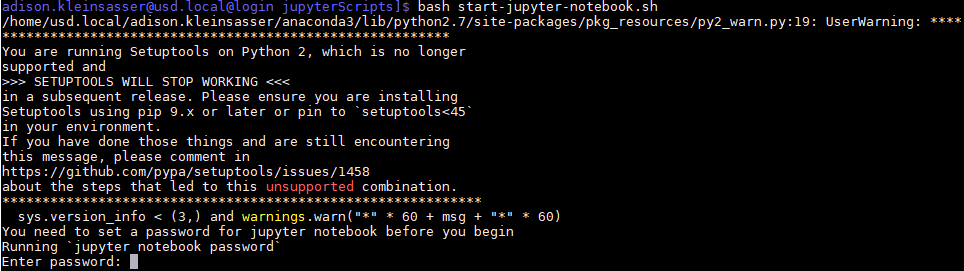 adison.kleinsasser@usd.local@login jupyterScripts]$ bash start-jupyter-notebook.sh
/home/usd.local/adison.kleinsasser/anaconda3/lib/python2.7/site-packages/pkg_resources/py2_warn.py:19: UserWarning: ****
********************************************************
You are running Setuptools on Python 2, which is no longer
supported and
>>> SETUPTOOLS WILL STOP WORKING <<<
in a subsequent release. Please ensure you are installing
Setuptools using pip 9.x or later or pin to `setuptools<45`
in your environment.
If you have done those things and are still encountering
this message, please comment in
https://github.com/pypa/setuptools/issues/1458
about the steps that led to this unsupported combination.
************************************************************
  sys.version_info < (3,) and warnings.warn("*" * 60 + msg + "*" * 60)
You need to set a password for jupyter notebook before you begin
Running `jupyter notebook password`
Enter password: